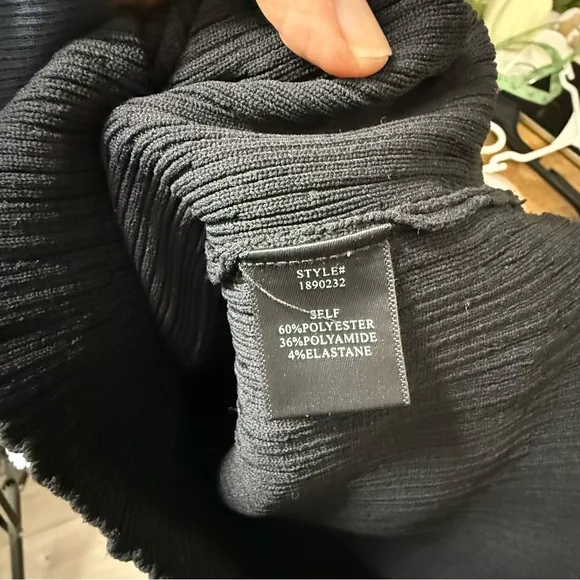 STYLE#
1890232
SELF
60%POLYESTER
36%POLYAMIDE
4%ELASTANE